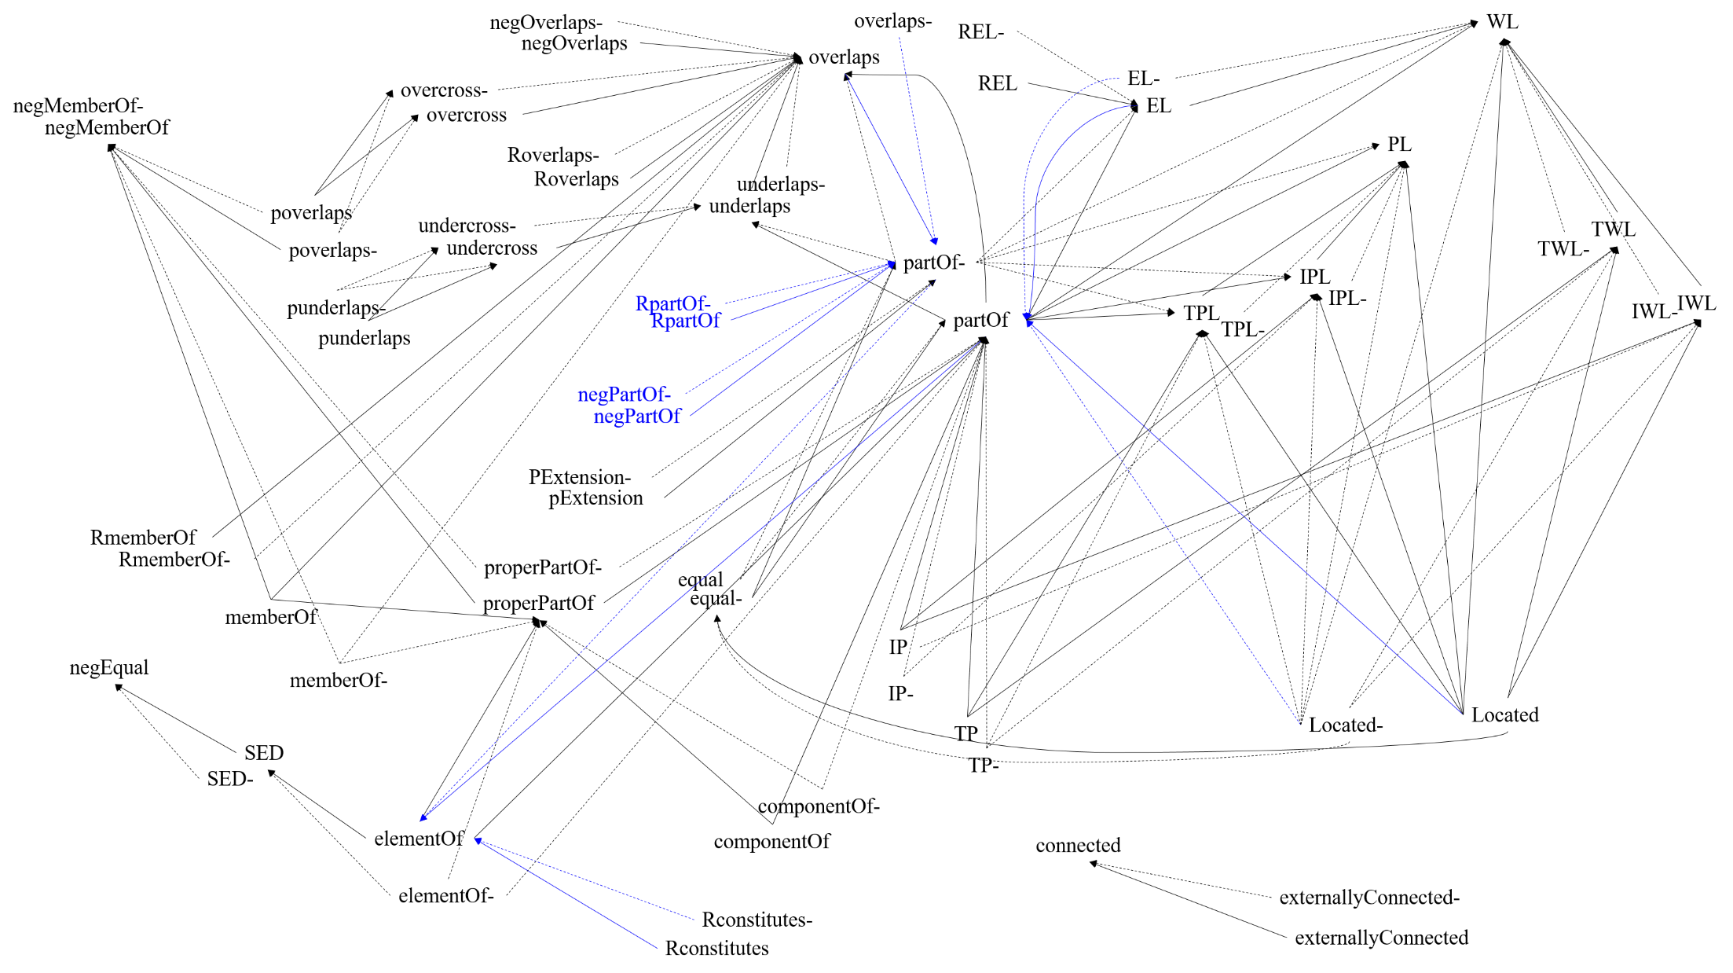 negOverlaps-
negOverlaps
overlaps-
overlaps
REL-
REL
EL-
EL
WL
negMemberOf-
negMemberOf
overcross-
overcross
Roverlaps-
Roverlaps
PL
underlaps-
underlaps
poverlaps
poverlaps-
undercross-
undercross
TWL
TWL-
partOf-
IPL
IPL-
IWL-
IWL
punderlaps-
punderlaps
RpartOf-
RpartOf
partOf
TPL
TPL-
negPartOf-
negPartOf
PExtension-
pExtension
RmemberOf
RmemberOf-
properPartOf-
properPartOf
equal
equal-
memberOf
memberOf-
IP
IP-
negEqual
SED
SED-
TP
TP-
Located-
Located
componentOf-
componentOf
elementOf
elementOf-
connected
externallyConnected-
externallyConnected
Rconstitutes-
Rconstitutes